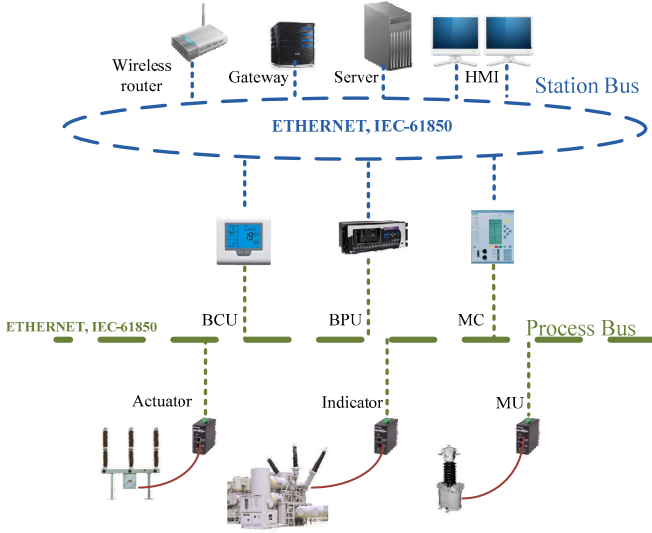 Wireless
router
Gateway
Server
HMI
Station Bus
ETHERNET, IEC-61850
BCU
BPU
MC
ETHERNET, IEC-61850
Process Bus
Actuator
Indicator
MU